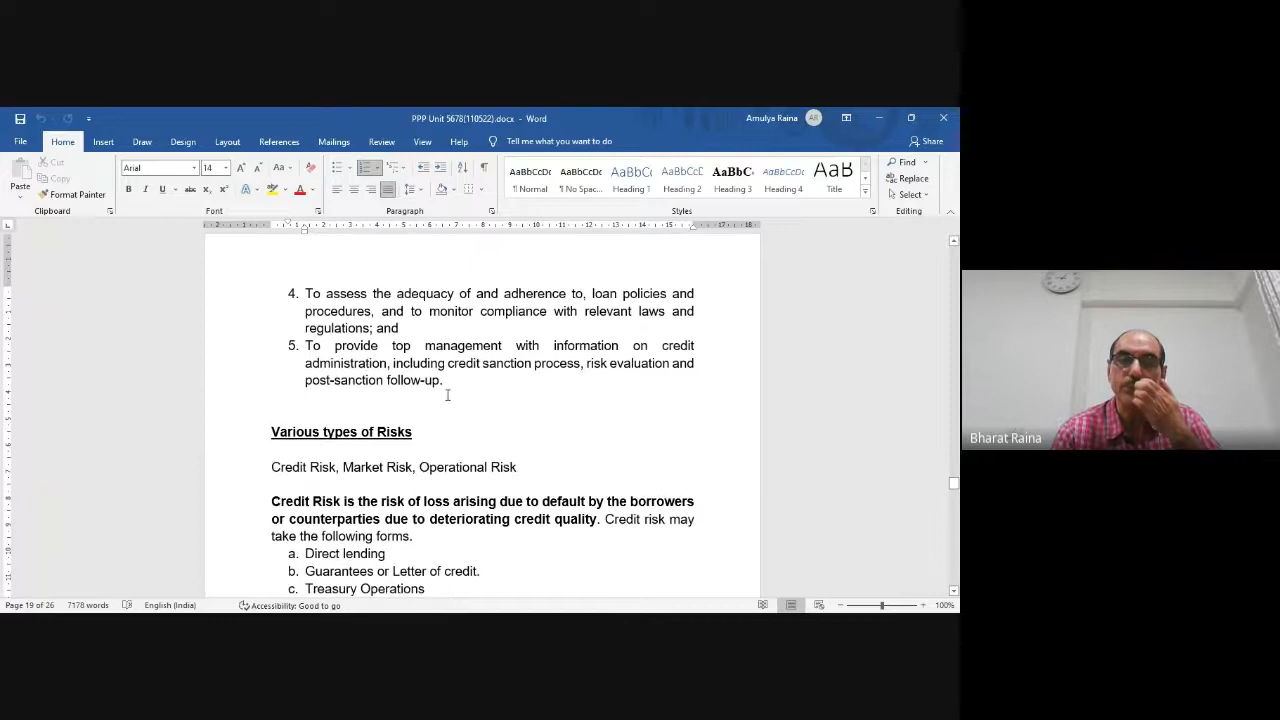 PPP Unit 5678(110522).docx - Word
Amulya Raina AR
File Home Insert Draw Design Layout References Mailings Review View Help Tell me what you want to do Share
Paste
Cut
Copy
Format Painter
Clipboard
Arial 14
Font
Paragraph
AaBbCcDc AaBbCcDc AaBbCc AaBbCcD AaBbC AaBbCcD AaB
¶ Normal ¶ No Spac... Heading 1 Heading 2 Heading 3 Heading 4 Title
Styles
Find
Replace
Select
Editing
4. To assess the adequacy of and adherence to, loan policies and
procedures, and to monitor compliance with relevant laws and
regulations; and
5. To provide top management with information on credit
administration, including credit sanction process, risk evaluation and
post-sanction follow-up.
Various types of Risks
Credit Risk, Market Risk, Operational Risk
Credit Risk is the risk of loss arising due to default by the borrowers
or counterparties due to deteriorating credit quality. Credit risk may
take the following forms.
a. Direct lending
b. Guarantees or Letter of credit.
c. Treasury Operations
Page 19 of 26 7178 words English (India) Accessibility: Good to go 100%
Bharat Raina